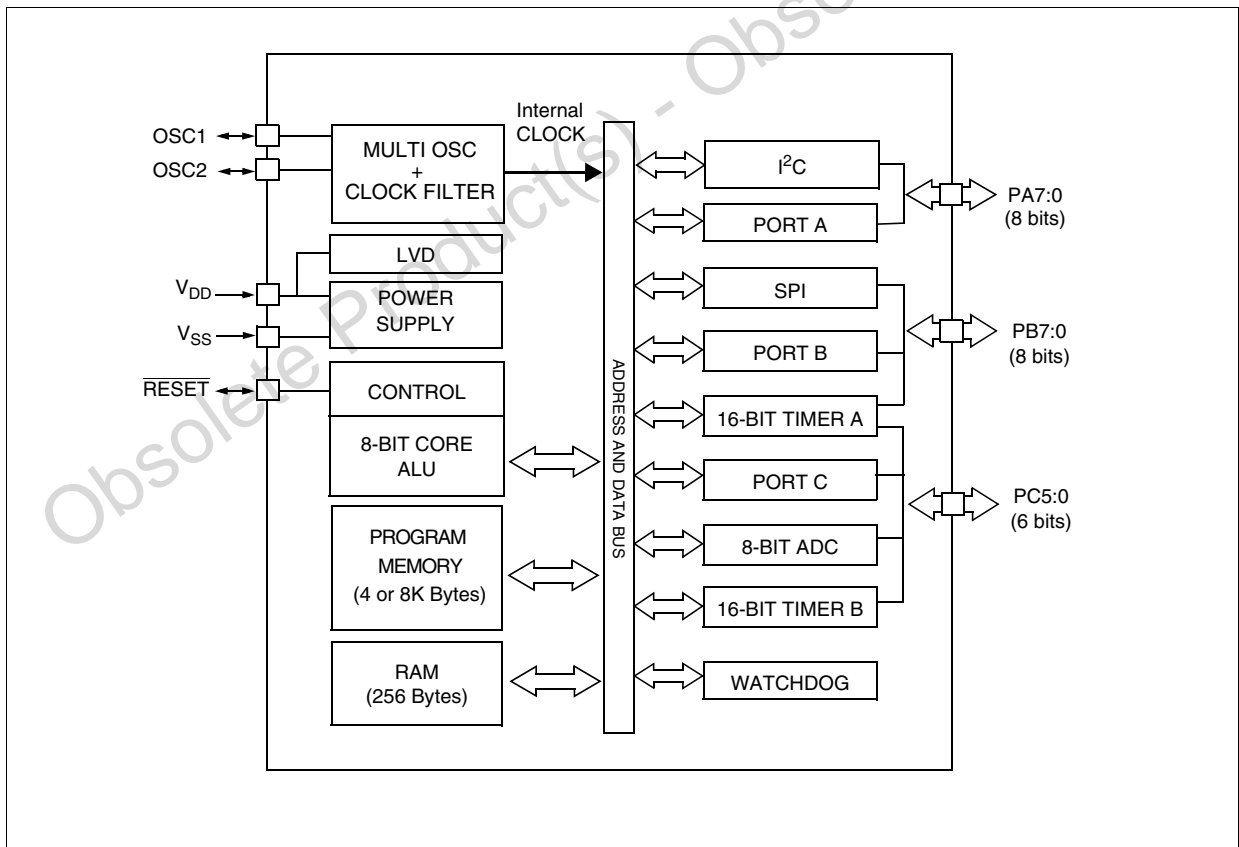 Obsolete Product(s) - Obso
OSC1
OSC2
MULTI OSC
+
CLOCK FILTER
Internal
CLOCK
LVD
VDD
VSS
POWER
SUPPLY
RESET
CONTROL
8-BIT CORE
ALU
PROGRAM
MEMORY
(4 or 8K Bytes)
RAM
(256 Bytes)
ADDRESS AND DATA BUS
I²C
PORT A
SPI
PORT B
16-BIT TIMER A
PORT C
8-BIT ADC
16-BIT TIMER B
WATCHDOG
PA7:0
(8 bits)
PB7:0
(8 bits)
PC5:0
(6 bits)